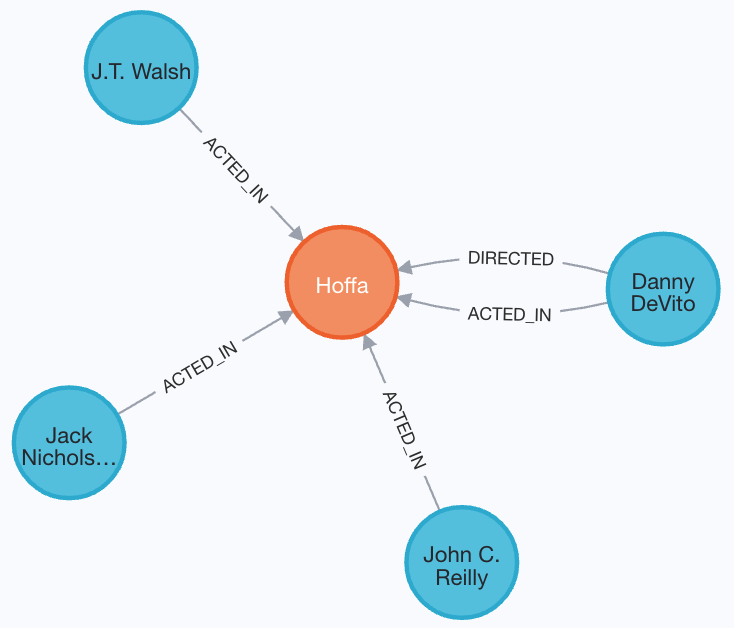 J.T. Walsh
ACTED_IN
Hoffa
DIRECTED
ACTED_IN
Danny
DeVito
ACTED_IN
Jack
Nichols...
ACTED_IN
John C.
Reilly